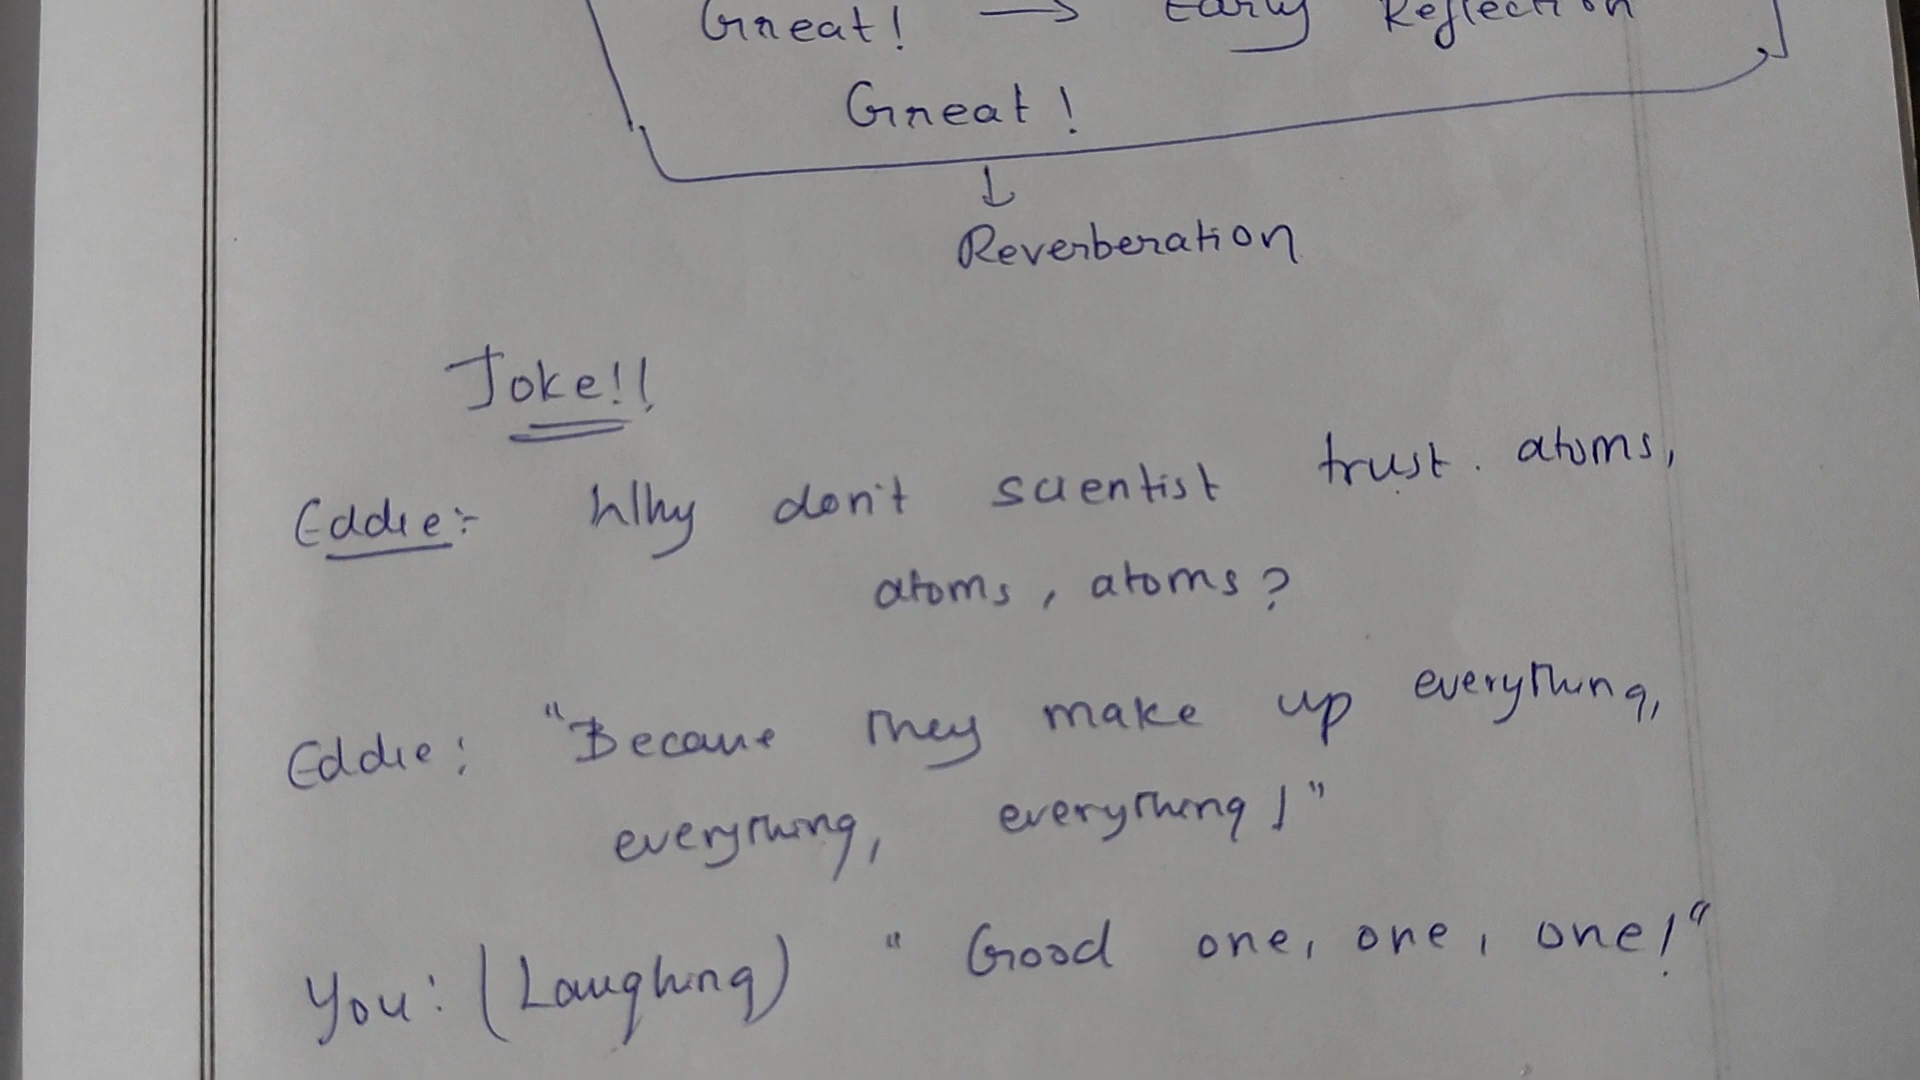 Great! → Early Reflection
Great!
↓
Reverberation
Joke!!
Eddie:- Why don't scientist trust. atoms,
atoms, atoms?
Eddie: "Because they make up everything,
everything, everything!"
You: (Laughing) "Good one, one, one!"